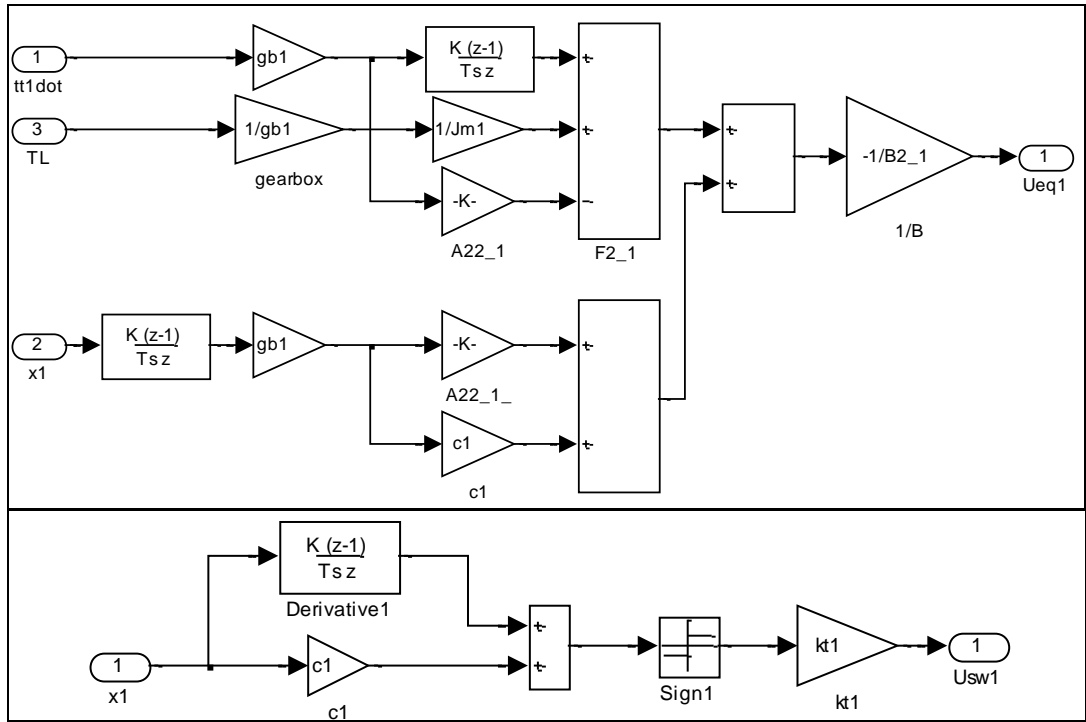 1
tt1dot
gb1
K (z-1)
Ts z
+
3
TL
1/gb1
gearbox
1/Jm1
+
-K-
A22_1
−
F2_1
+
+
-1/B2_1
1/B
1
Ueq1
2
x1
K (z-1)
Ts z
gb1
-K-
A22_1_
+
c1
c1
+
K (z-1)
Ts z
Derivative1
1
x1
c1
c1
+
+
Sign1
kt1
kt1
1
Usw1